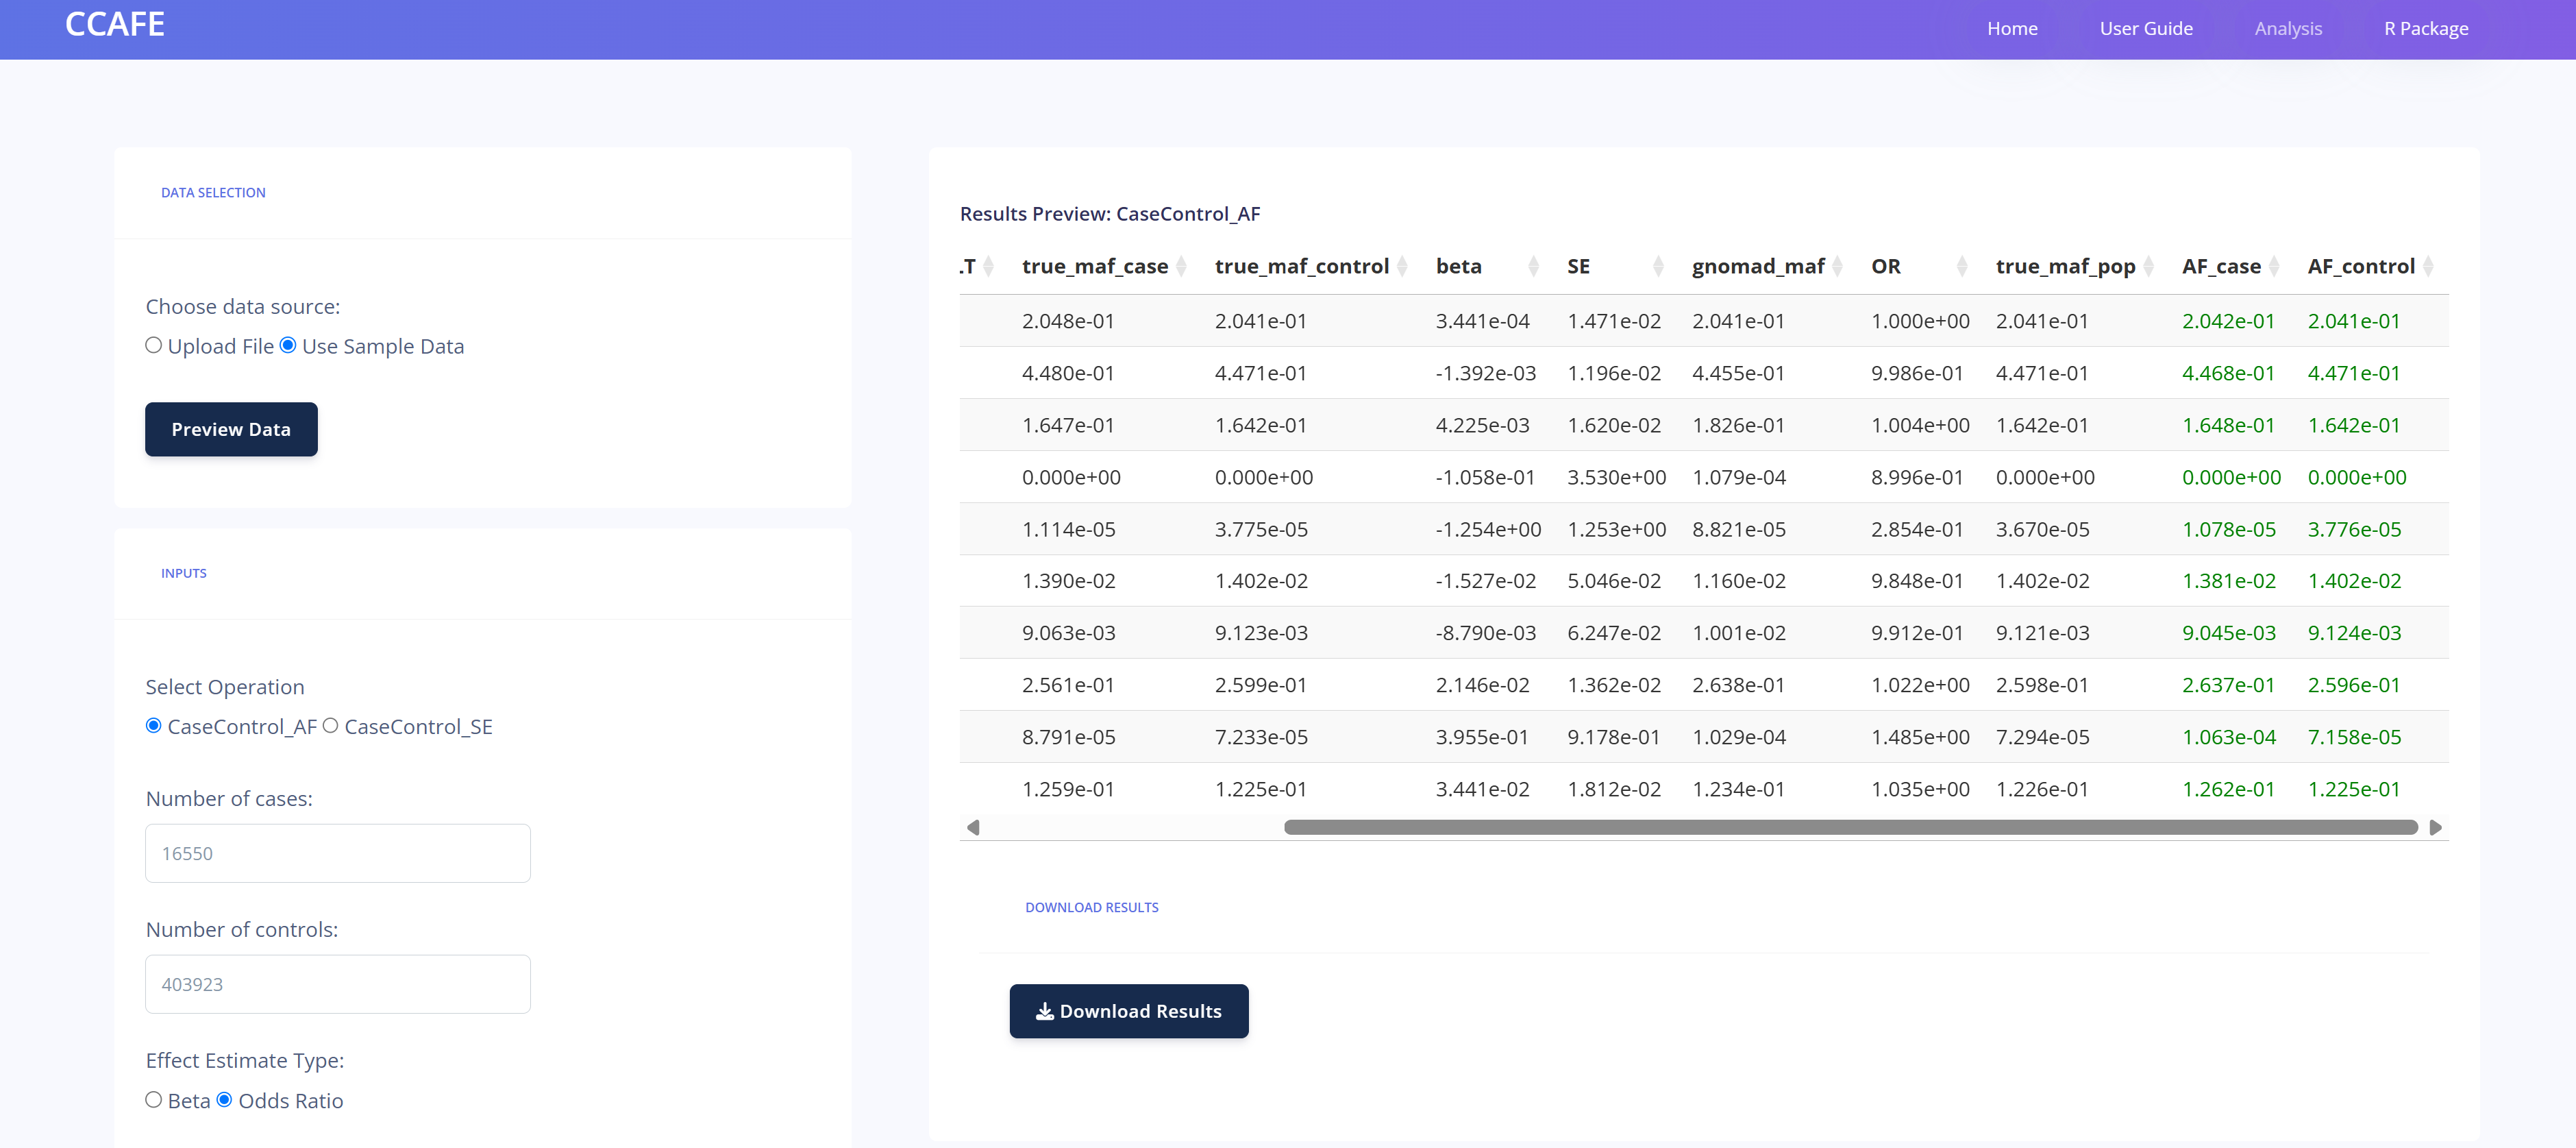 CCAFE
Home User Guide Analysis R Package
DATA SELECTION
Choose data source:
Upload File Use Sample Data
Preview Data
INPUTS
Select Operation
CaseControl_AF CaseControl_SE
Number of cases:
16550
Number of controls:
403923
Effect Estimate Type:
Beta Odds Ratio
Results Preview: CaseControl_AF
LT true_maf_case true_maf_control beta SE gnomad_maf OR true_maf_pop AF_case AF_control
2.048e-01 2.041e-01 3.441e-04 1.471e-02 2.041e-01 1.000e+00 2.041e-01 2.042e-01 2.041e-01
4.480e-01 4.471e-01 -1.392e-03 1.196e-02 4.455e-01 9.986e-01 4.471e-01 4.468e-01 4.471e-01
1.647e-01 1.642e-01 4.225e-03 1.620e-02 1.826e-01 1.004e+00 1.642e-01 1.648e-01 1.642e-01
0.000e+00 0.000e+00 -1.058e-01 3.530e+00 1.079e-04 8.996e-01 0.000e+00 0.000e+00 0.000e+00
1.114e-05 3.775e-05 -1.254e+00 1.253e+00 8.821e-05 2.854e-01 3.670e-05 1.078e-05 3.776e-05
1.390e-02 1.402e-02 -1.527e-02 5.046e-02 1.160e-02 9.848e-01 1.402e-02 1.381e-02 1.402e-02
9.063e-03 9.123e-03 -8.790e-03 6.247e-02 1.001e-02 9.912e-01 9.121e-03 9.045e-03 9.124e-03
2.561e-01 2.599e-01 2.146e-02 1.362e-02 2.638e-01 1.022e+00 2.598e-01 2.637e-01 2.596e-01
8.791e-05 7.233e-05 3.955e-01 9.178e-01 1.029e-04 1.485e+00 7.294e-05 1.063e-04 7.158e-05
1.259e-01 1.225e-01 3.441e-02 1.812e-02 1.234e-01 1.035e+00 1.226e-01 1.262e-01 1.225e-01
DOWNLOAD RESULTS
Download Results